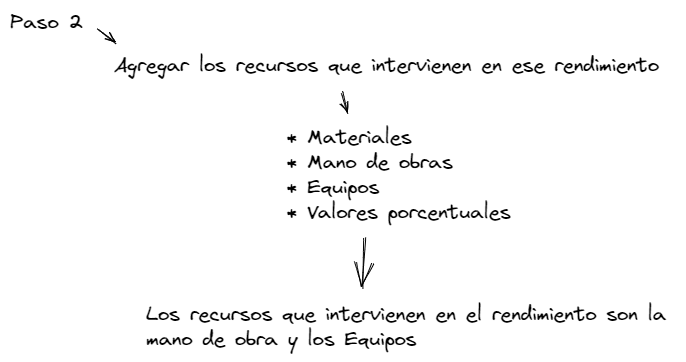 Paso 2
Agregar los recursos que intervienen en ese rendimiento
* Materiales
* Mano de obras
* Equipos
* Valores porcentuales
Los recursos que intervienen en el rendimiento son la
mano de obra y los Equipos